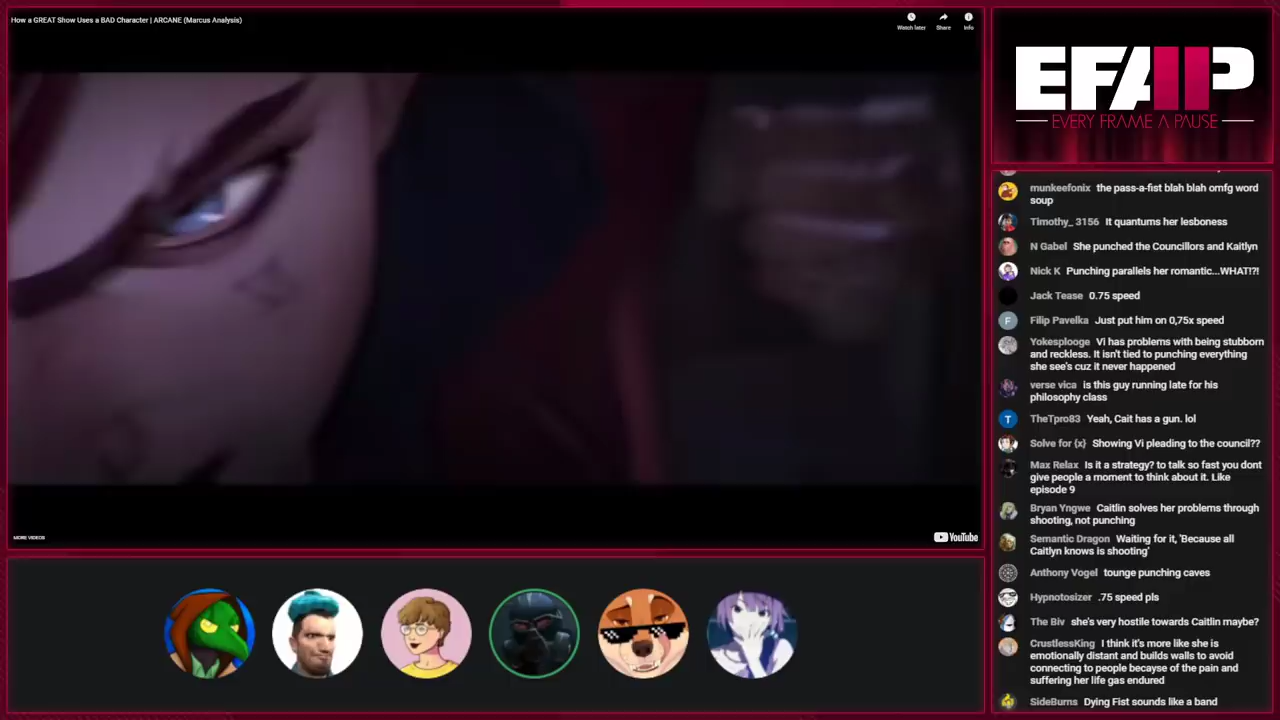 How a GREAT Show Uses a BAD Character | ARCANE (Marcus Analysis)
Watch later
Share
Info
MORE VIDEOS
YouTube
EFAP
EVERY FRAME A PAUSE
munkeefonix the pass-a-fist blah blah omfg word
soup
Timothy_ 3156 It quantums her lesboness
N Gabel She punched the Councillors and Kaitlyn
Nick K Punching parallels her romantic...WHAT!?!
Jack Tease 0.75 speed
F
Filip Pavelka Just put him on 0,75x speed
Yokesplooge Vi has problems with being stubborn
and reckless. It isn't tied to punching everything
she see's cuz it never happened
verse vica is this guy running late for his
philosophy class
T
TheTpro83 Yeah, Cait has a gun. lol
Solve for {x} Showing Vi pleading to the council??
Max Relax Is it a strategy? to talk so fast you dont
give people a moment to think about it. Like
episode 9
Bryan Yngwe Caitlin solves her problems through
shooting, not punching
Semantic Dragon Waiting for it, 'Because all
Caitlyn knows is shooting'
Anthony Vogel tounge punching caves
Hypnotosizer .75 speed pls
The Biv she's very hostile towards Caitlin maybe?
CrustlessKing I think it's more like she is
emotionally distant and builds walls to avoid
connecting to people becayse of the pain and
suffering her life gas endured
SideBurns Dying Fist sounds like a band